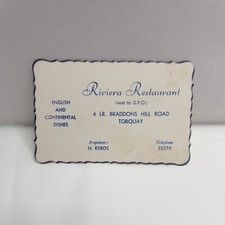 Riviera Restaurant
(next to G.P.O.)
ENGLISH
AND
CONTINENTAL
DISHES
4 LR. BRADDONS HILL ROAD
TORQUAY
Proprietor:
N. KYROS
Telephone
22579